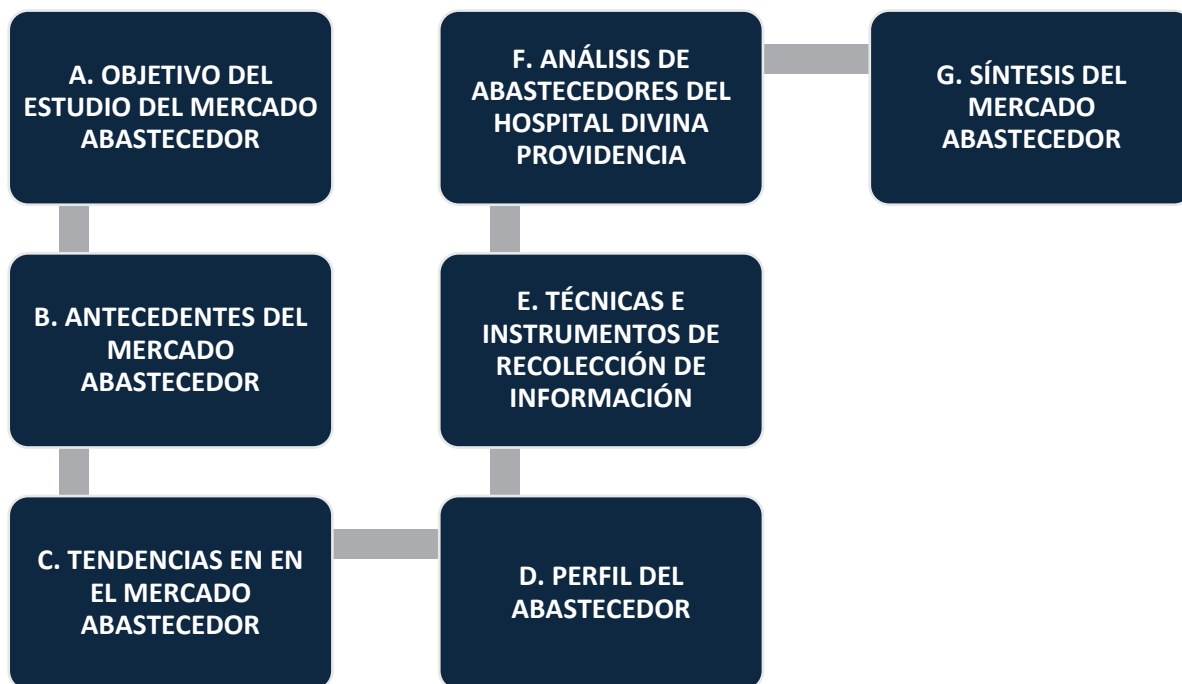 A. OBJETIVO DEL
ESTUDIO DEL MERCADO
ABASTECEDOR
B. ANTECEDENTES DEL
MERCADO
ABASTECEDOR
C. TENDENCIAS EN EN
EL MERCADO
ABASTECEDOR
D. PERFIL DEL
ABASTECEDOR
E. TÉCNICAS E
INSTRUMENTOS DE
RECOLECCIÓN DE
INFORMACIÓN
F. ANÁLISIS DE
ABASTECEDORES DEL
HOSPITAL DIVINA
PROVIDENCIA
G. SÍNTESIS DEL
MERCADO
ABASTECEDOR